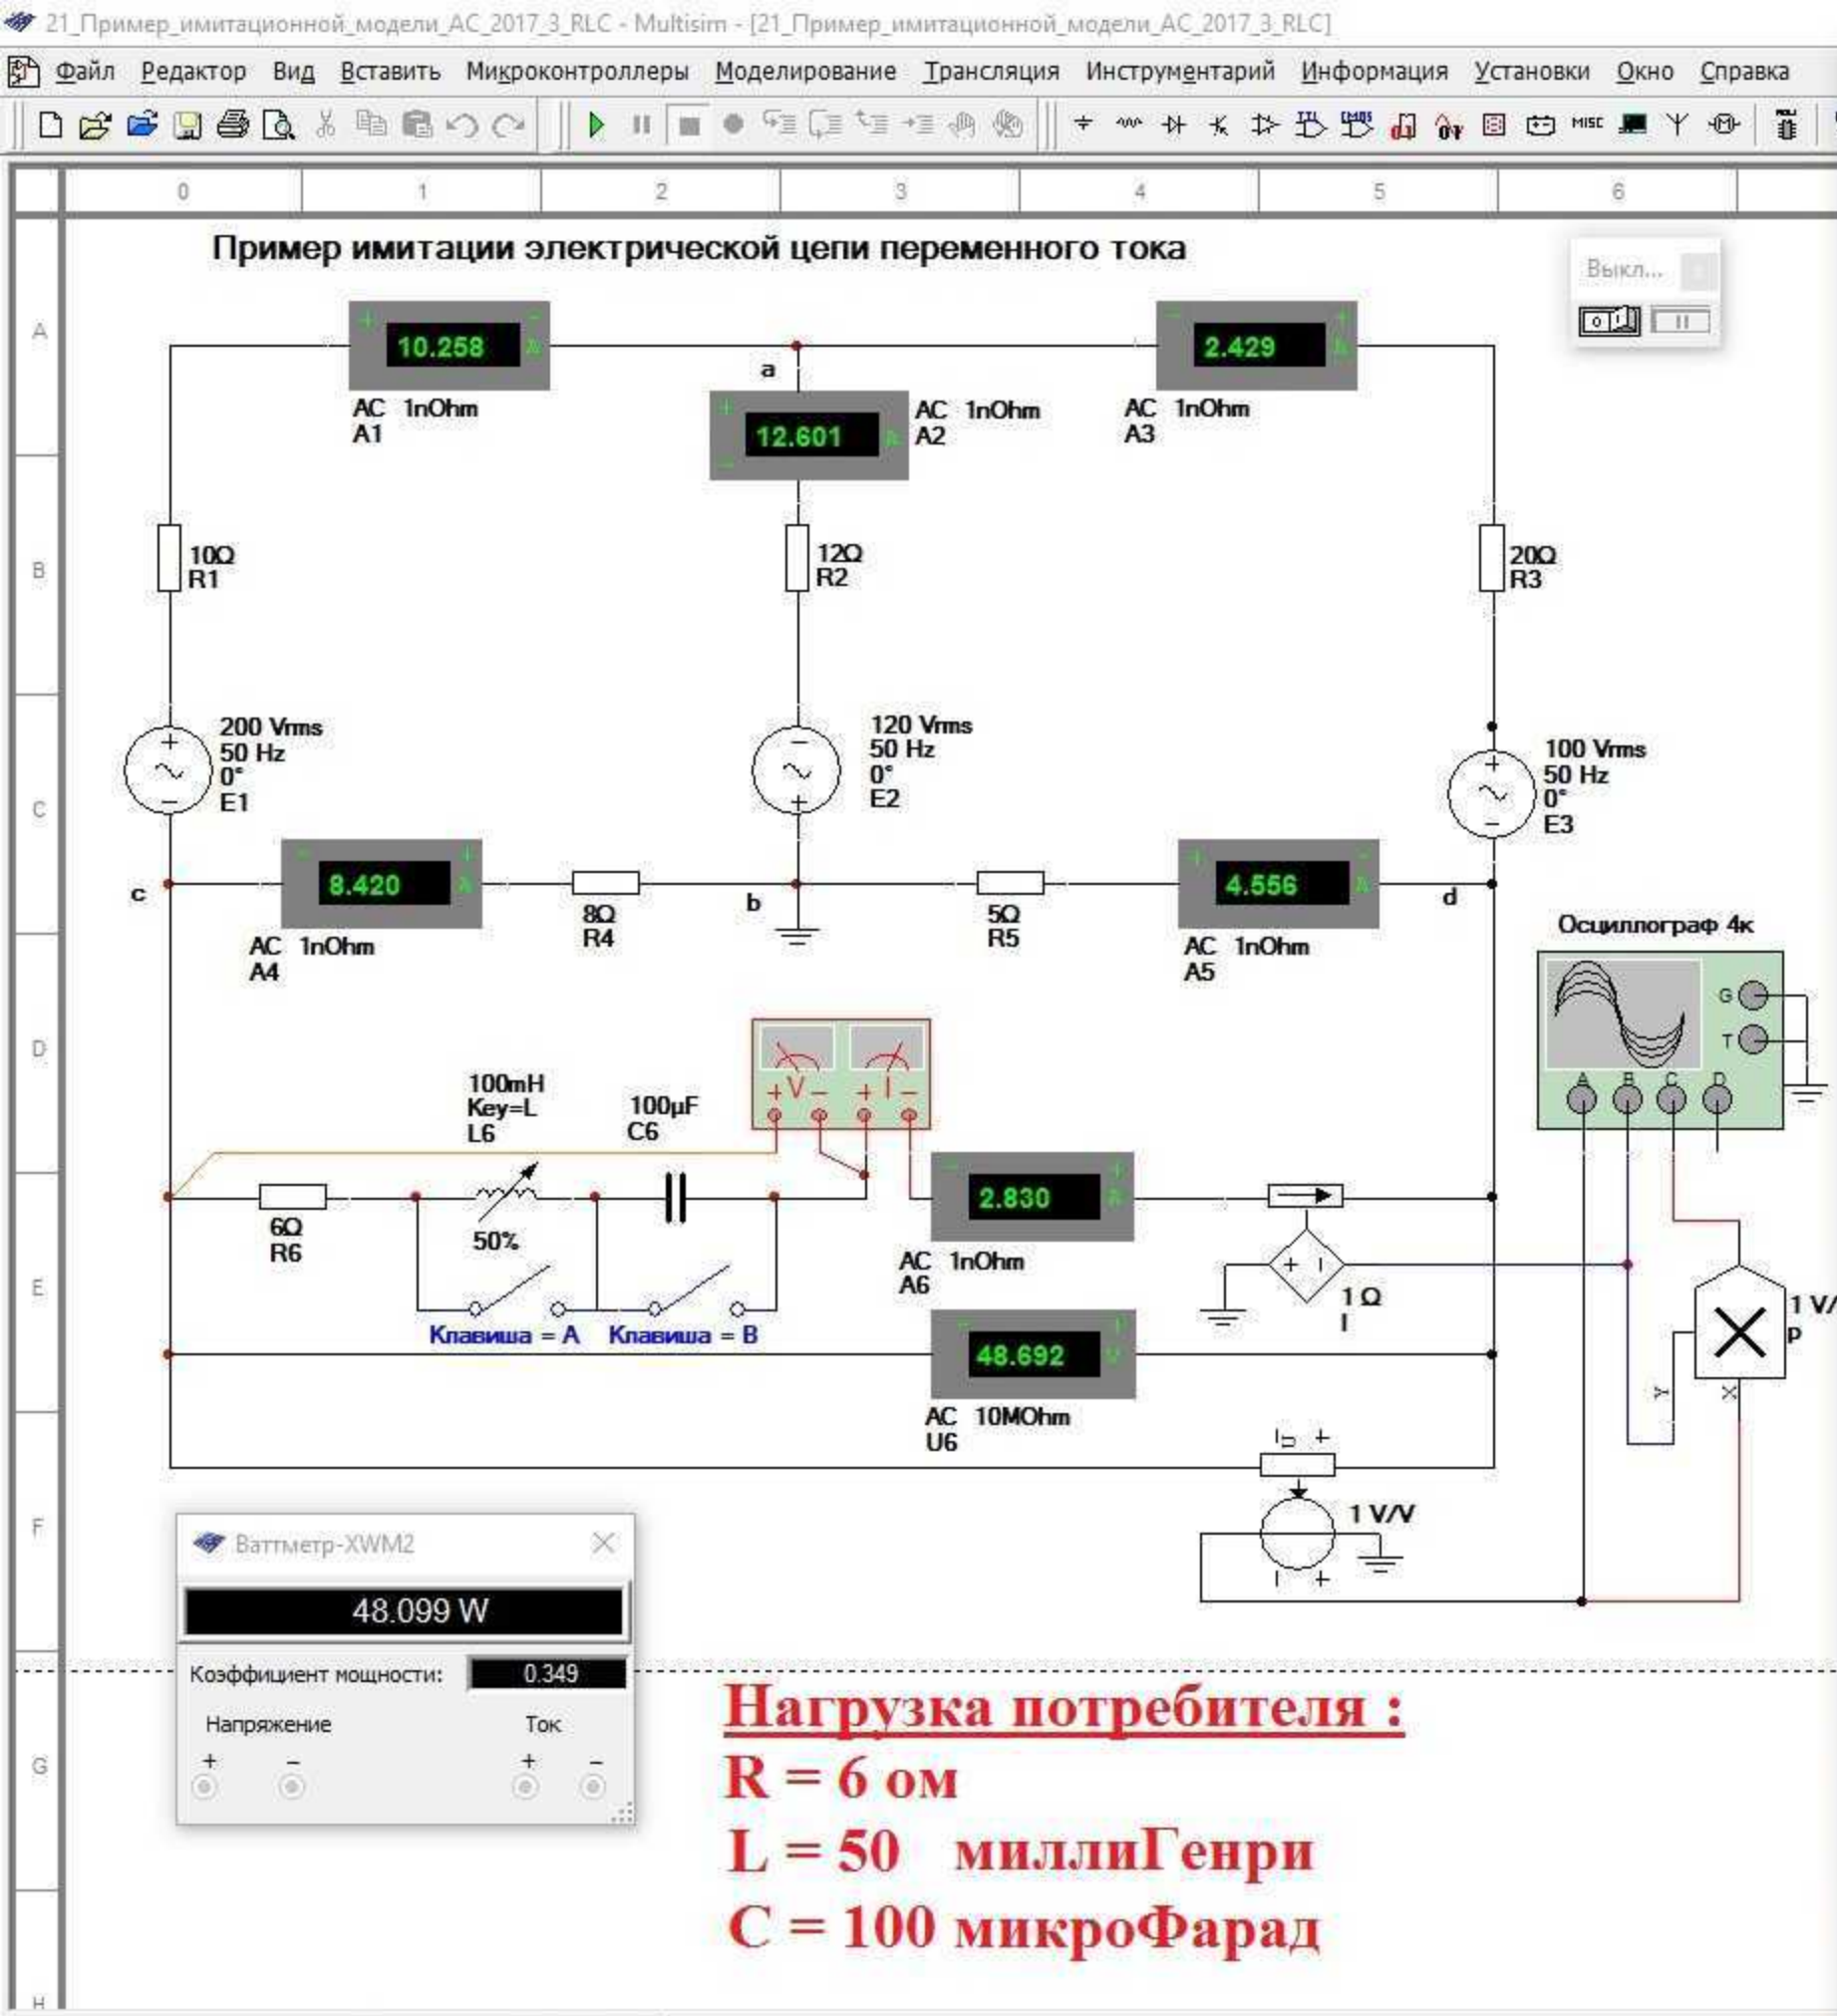 21_Пример_имитационной_модели_AC_2017_3_RLC - Multisim - [21_Пример_имитационной_модели_AC_2017_3_RLC]
Файл Редактор Вид Вставить Микроконтроллеры Моделирование Трансляция Инструментарий Информация Установки Окно Справка
MISC
0 1 2 3 4 5 6
Пример имитации электрической цепи переменного тока
Выкл...
A
10.258
2.429
a
AC 1nOhm
A1
12.601
AC 1nOhm
A2
AC 1nOhm
A3
B
10Ω
R1
12Ω
R2
20Ω
R3
C
200 Vrms
50 Hz
0°
E1
120 Vrms
50 Hz
0°
E2
100 Vrms
50 Hz
0°
E3
c
8.420
b
4.556
d
8Ω
R4
5Ω
R5
AC 1nOhm
A4
AC 1nOhm
A5
Осциллограф 4к
G
T
A B C D
D
100mH
Key=L
L6
100µF
C6
V I
2.830
6Ω
R6
50%
AC 1nOhm
A6
E
1 Ω
I
1 V/
p
Клавиша = A Клавиша = B
48.692
V
Y X
AC 10MOhm
U6
F
1 V/V
Ваттметр-XWM2
48.099 W
Коэффициент мощности: 0.349
Напряжение Ток
+ − + −
G
Нагрузка потребителя :
R = 6 ом
L = 50 миллиГенри
C = 100 микроФарад
H